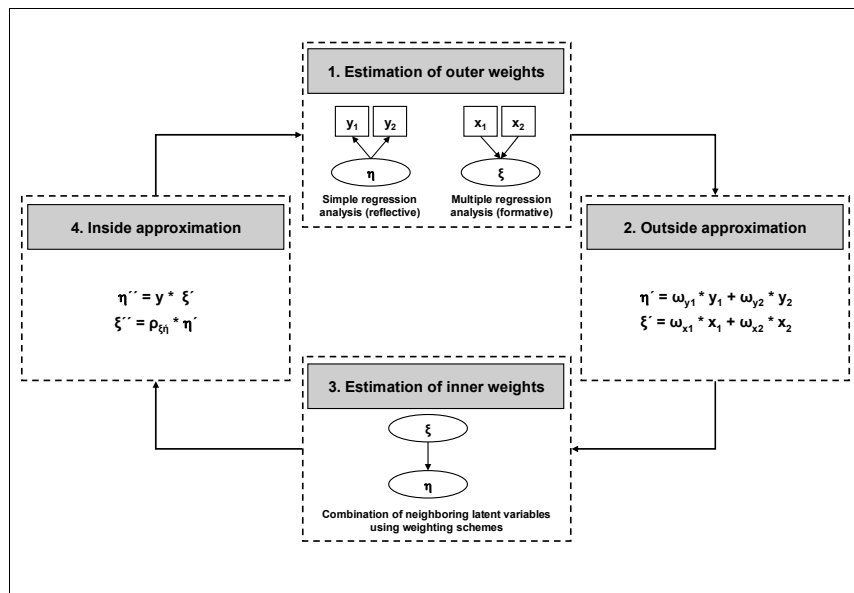 1. Estimation of outer weights
y1 y2 x1 x2
η ξ
Simple regression analysis (reflective)
Multiple regression analysis (formative)
2. Outside approximation
η´ = ωy1 * y1 + ωy2 * y2
ξ´ = ωx1 * x1 + ωx2 * x2
3. Estimation of inner weights
ξ
η
Combination of neighboring latent variables
using weighting schemes
4. Inside approximation
η´´ = y * ξ´
ξ´´ = ρξή * η´